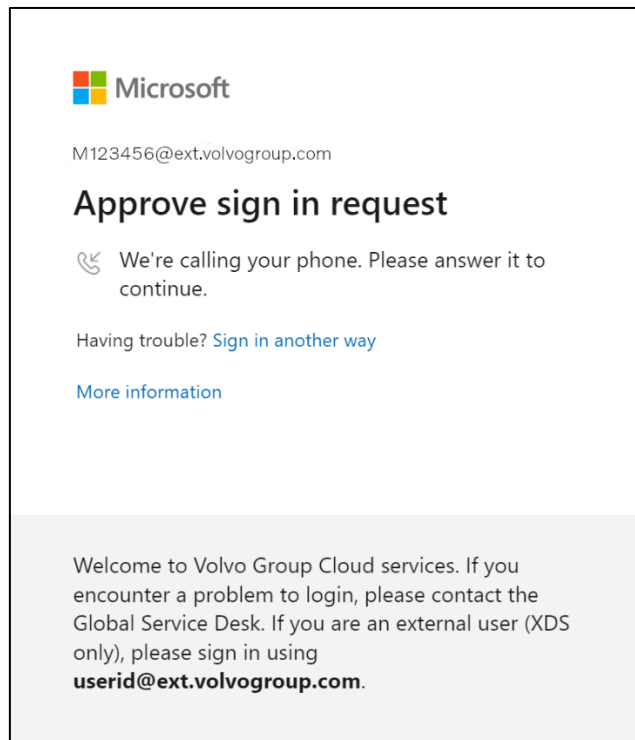 Microsoft
M123456@ext.volvogroup.com
Approve sign in request
We're calling your phone. Please answer it to
continue.
Having trouble? Sign in another way
More information
Welcome to Volvo Group Cloud services. If you
encounter a problem to login, please contact the
Global Service Desk. If you are an external user (XDS
only), please sign in using
userid@ext.volvogroup.com.